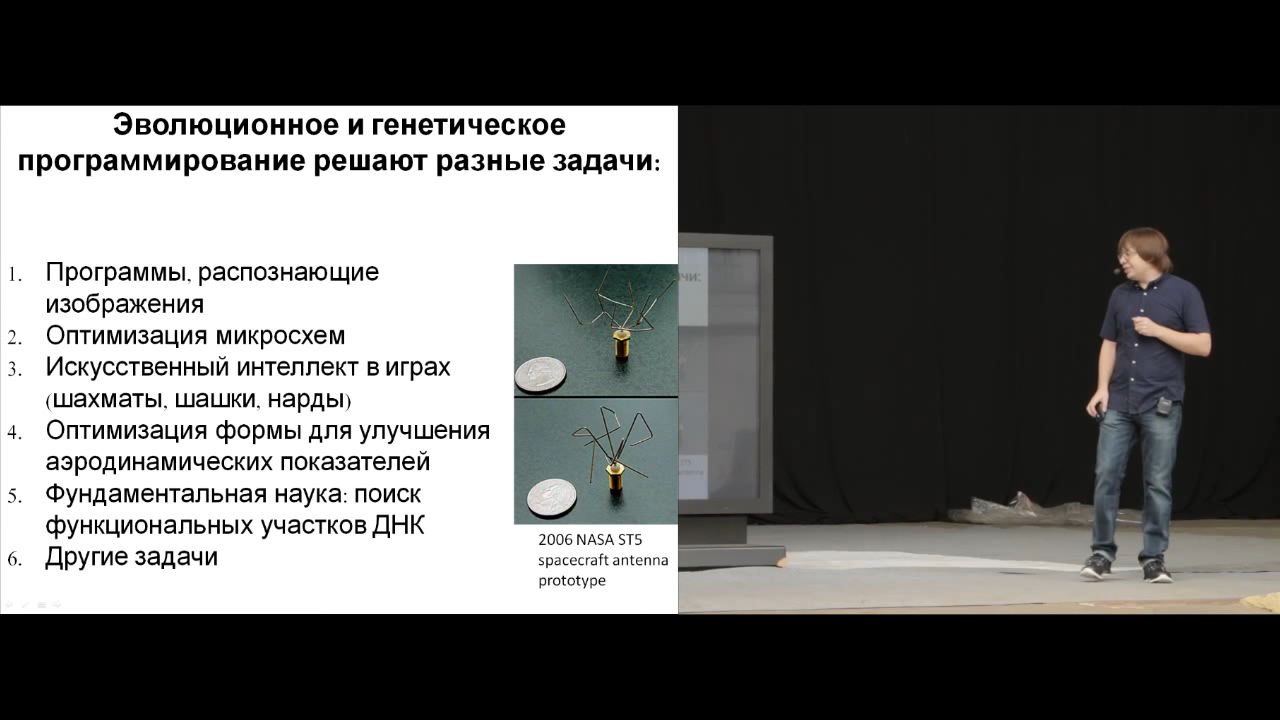 Эволюционное и генетическое
программирование решают разные задачи:
1. Программы, распознающие
изображения
2. Оптимизация микросхем
3. Искусственный интеллект в играх
(шахматы, шашки, нарды)
4. Оптимизация формы для улучшения
аэродинамических показателей
5. Фундаментальная наука: поиск
функциональных участков ДНК
6. Другие задачи
2006 NASA ST5
spacecraft antenna
prototype